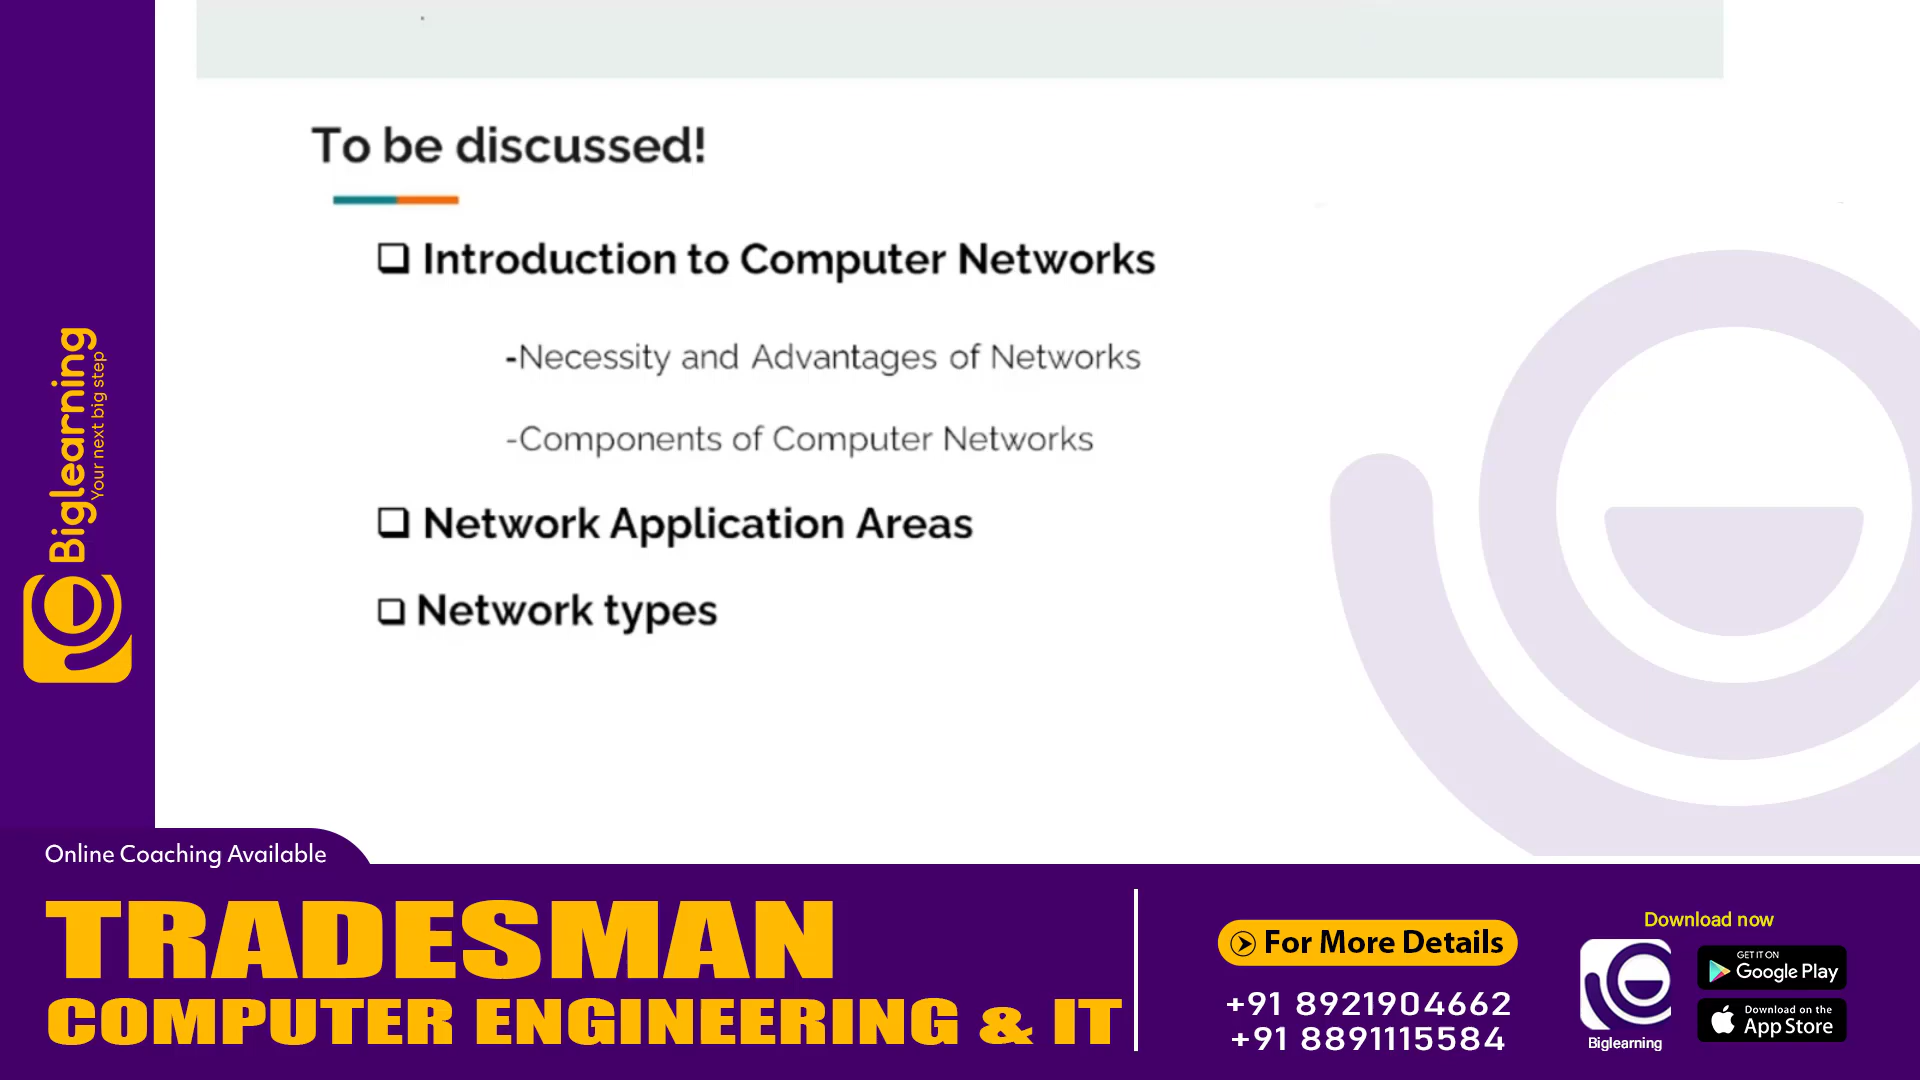 To be discussed!
❑ Introduction to Computer Networks
-Necessity and Advantages of Networks
-Components of Computer Networks
❑ Network Application Areas
❑ Network types
Biglearning
Your next big step
Online Coaching Available
TRADESMAN
COMPUTER ENGINEERING & IT
For More Details
+91 8921904662
+91 8891115584
Download now
Biglearning
GET IT ON
Google Play
Download on the
App Store